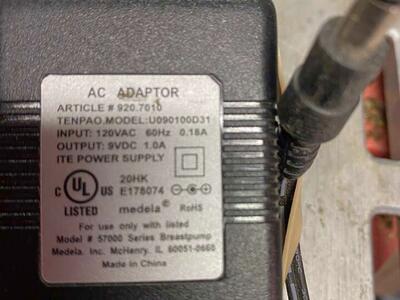 AC ADAPTOR
ARTICLE # 920.7010
TENPAO.MODEL:U090100D31
INPUT: 120VAC 60Hz 0.18A
OUTPUT: 9VDC 1.0A
ITE POWER SUPPLY
20HK
C UL US E178074
LISTED medela® RoHS
For use only with listed
Model # 57000 Series Breastpump
Medela, Inc. McHenry, IL 60051-0660
Made in China